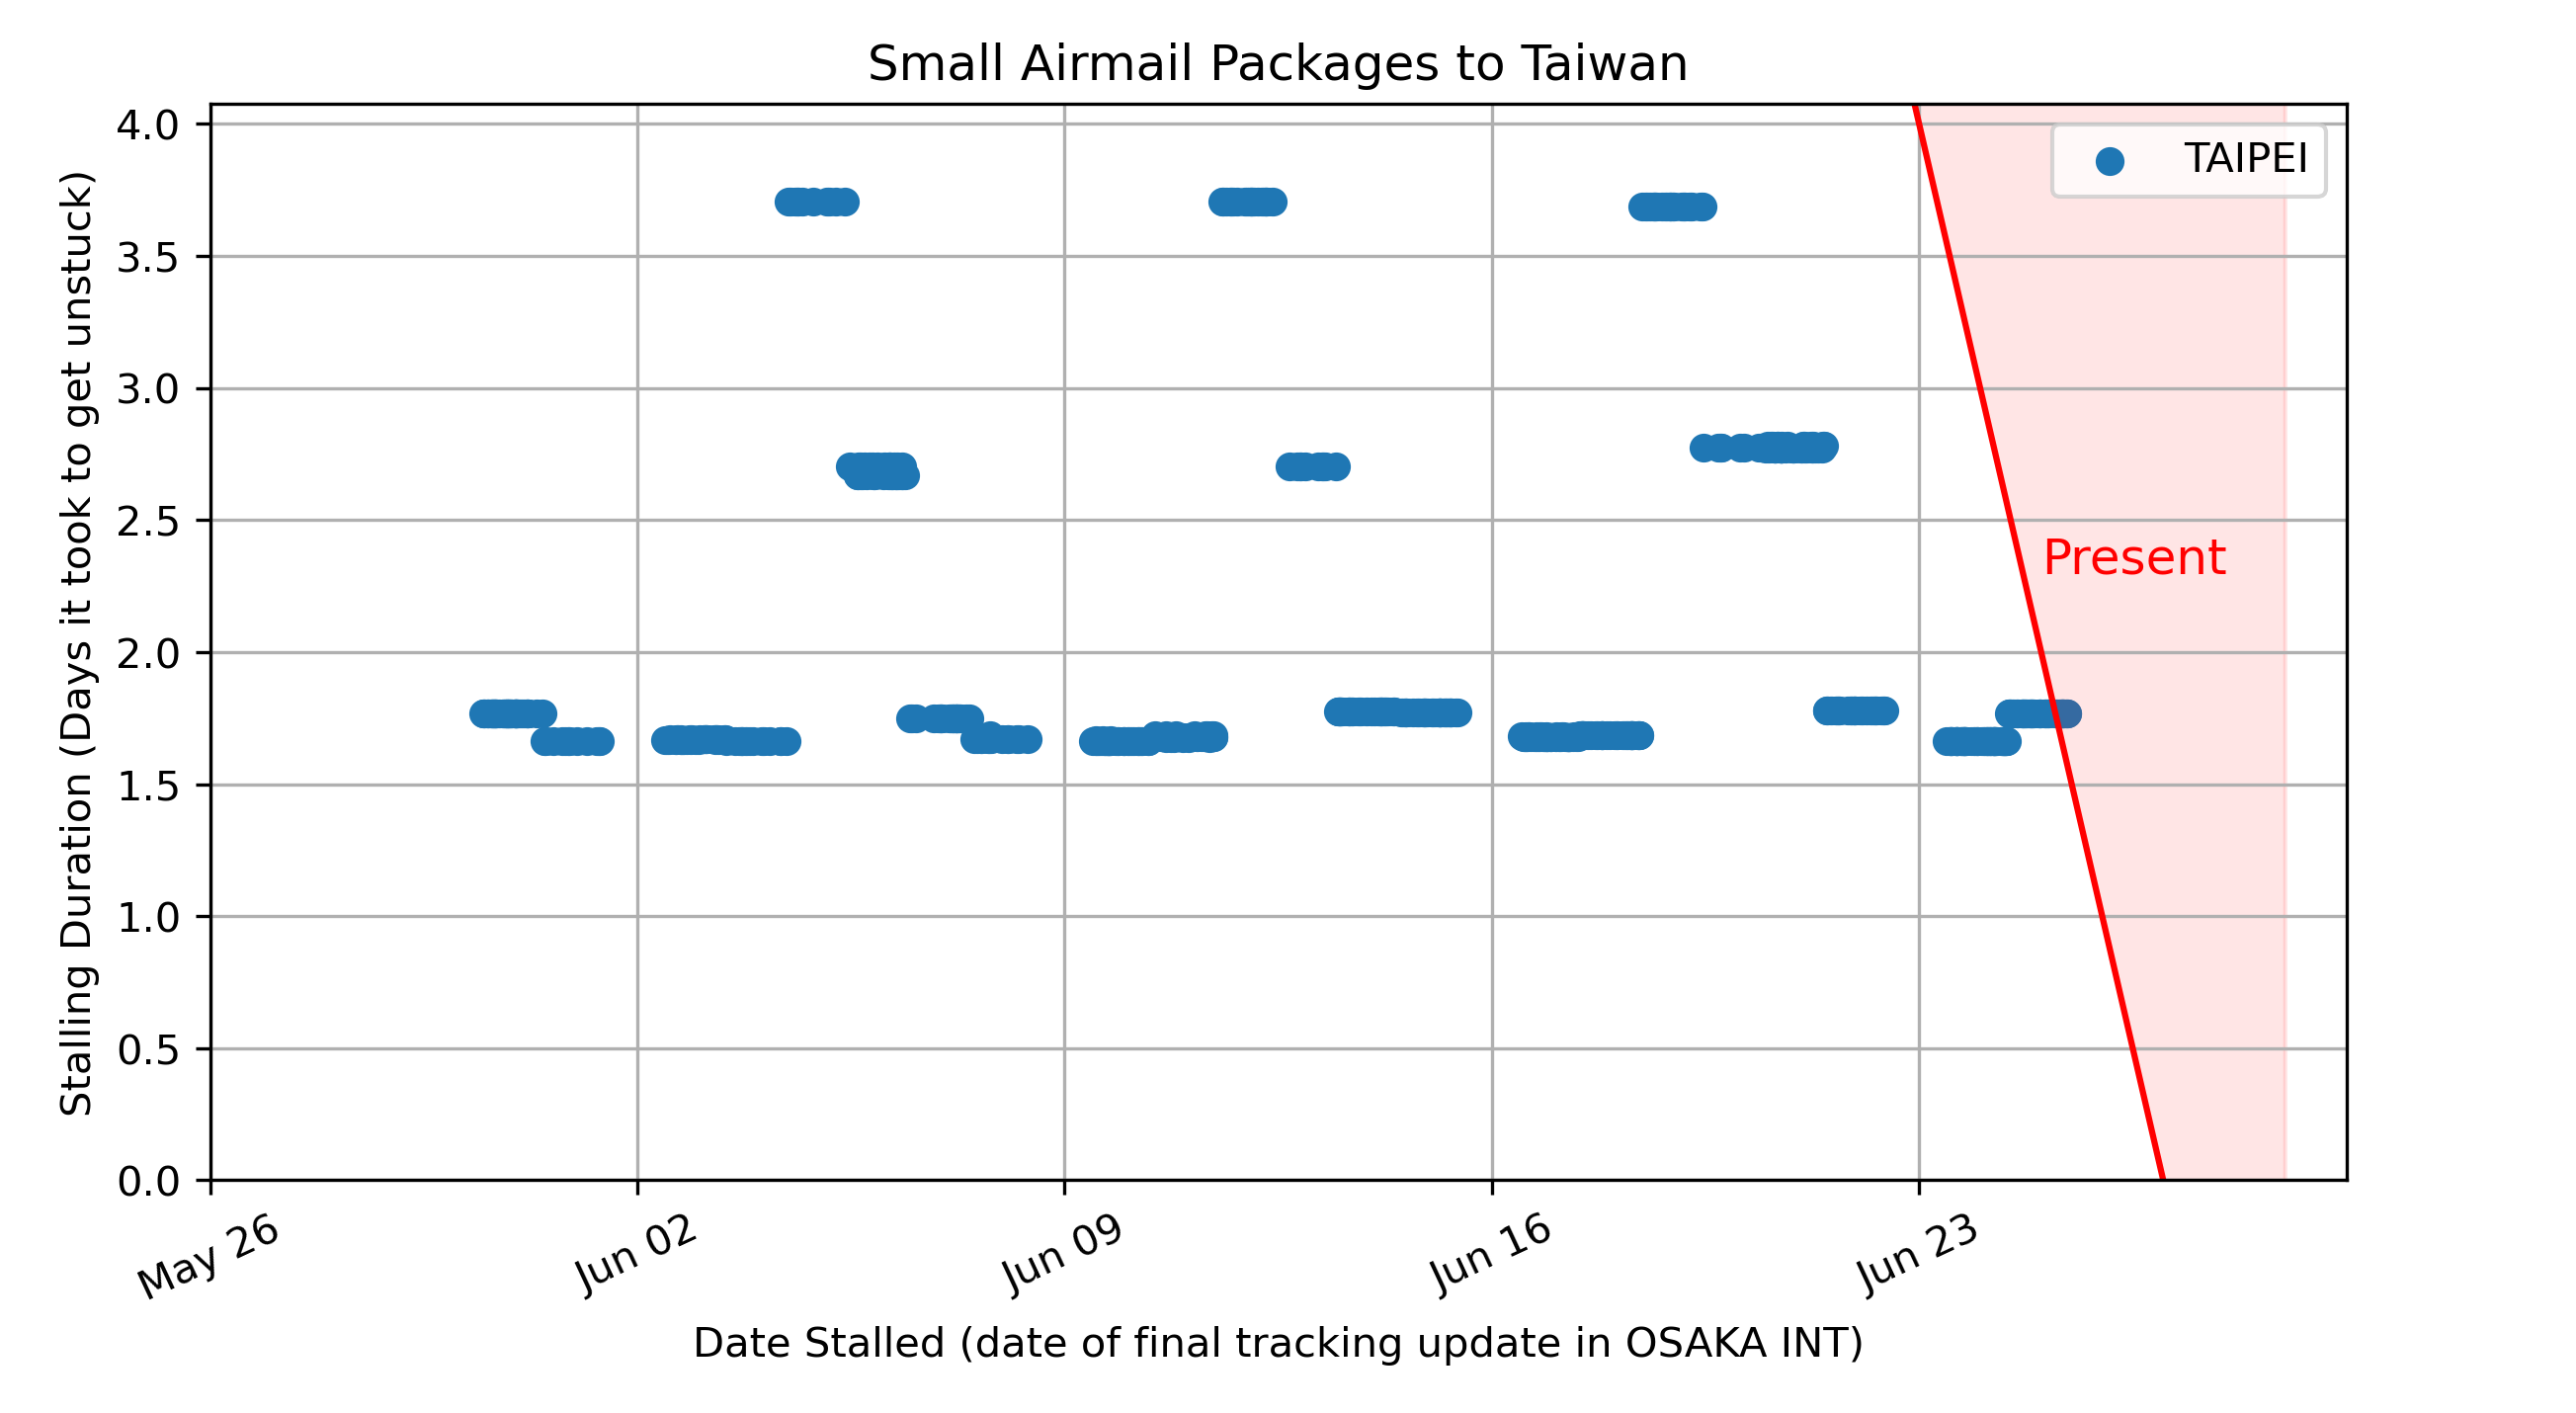 Small Airmail Packages to Taiwan
Stalling Duration (Days it took to get unstuck)
4.0
3.5
3.0
2.5
2.0
1.5
1.0
0.5
0.0
TAIPEI
Present
May 26
Jun 02
Jun 09
Jun 16
Jun 23
Date Stalled (date of final tracking update in OSAKA INT)